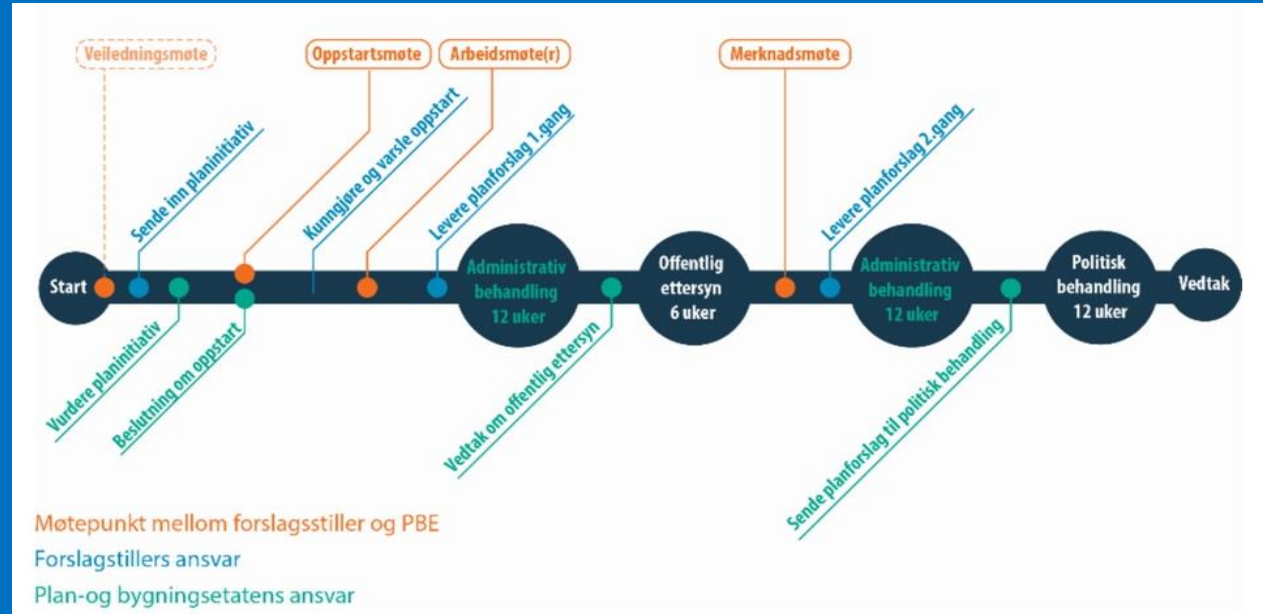 Veiledningsmøte
Oppstartsmøte
Arbeidsmøte(r)
Merknadsmøte
Sende inn planinitiativ
Kunngjøre og varsle oppstart
Levere planforslag 1.gang
Levere planforslag 2.gang
Start
Administrativ
behandling
12 uker
Offentlig
ettersyn
6 uker
Administrativ
behandling
12 uker
Politisk
behandling
12 uker
Vedtak
Vurdere planinitiativ
Beslutning om oppstart
Vedtak om offentlig ettersyn
Sende planforslag til politisk behandling
Møtepunkt mellom forslagsstiller og PBE
Forslagstillers ansvar
Plan-og bygningsetatens ansvar